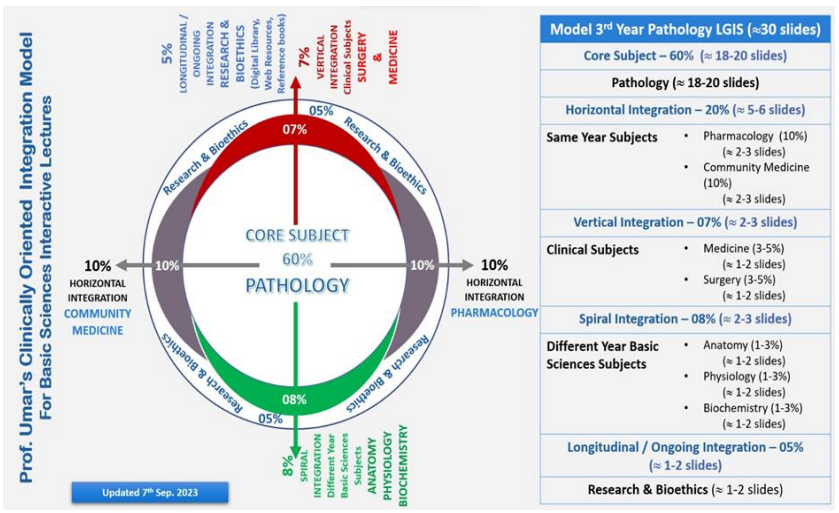 Prof. Umar's Clinically Oriented Integration Model
For Basic Sciences Interactive Lectures
5%
LONGITUDINAL /
ONGOING
INTEGRATION
RESEARCH &
BIOETHICS
(Digital Library,
Web Resources,
Reference books)
7%
VERTICAL
INTEGRATION
Clinical Subjects
SURGERY
&
MEDICINE
05%
07%
Research & Bioethics
Research & Bioethics
CORE SUBJECT
60%
PATHOLOGY
10%
10%
10%
HORIZONTAL
INTEGRATION
COMMUNITY
MEDICINE
10%
HORIZONTAL
INTEGRATION
PHARMACOLOGY
Research & Bioethics
Research & Bioethics
08%
05%
8%
SPIRAL
INTEGRATION
Different Year
Basic Sciences
Subjects
ANATOMY
PHYSIOLOGY
BIOCHEMISTRY
Updated 7th Sep. 2023
Model 3rd Year Pathology LGIS (≈30 slides)
Core Subject – 60% (≈ 18-20 slides)
Pathology (≈ 18-20 slides)
Horizontal Integration – 20% (≈ 5-6 slides)
Same Year Subjects
• Pharmacology (10%)
(≈ 2-3 slides)
• Community Medicine
(10%)
(≈ 2-3 slides)
Vertical Integration – 07% (≈ 2-3 slides)
Clinical Subjects
• Medicine (3-5%)
(≈ 1-2 slides)
• Surgery (3-5%)
(≈ 1-2 slides)
Spiral Integration – 08% (≈ 2-3 slides)
Different Year Basic
Sciences Subjects
• Anatomy (1-3%)
(≈ 1-2 slides)
• Physiology (1-3%)
(≈ 1-2 slides)
• Biochemistry (1-3%)
(≈ 1-2 slides)
Longitudinal / Ongoing Integration – 05%
(≈ 1-2 slides)
Research & Bioethics (≈ 1-2 slides)